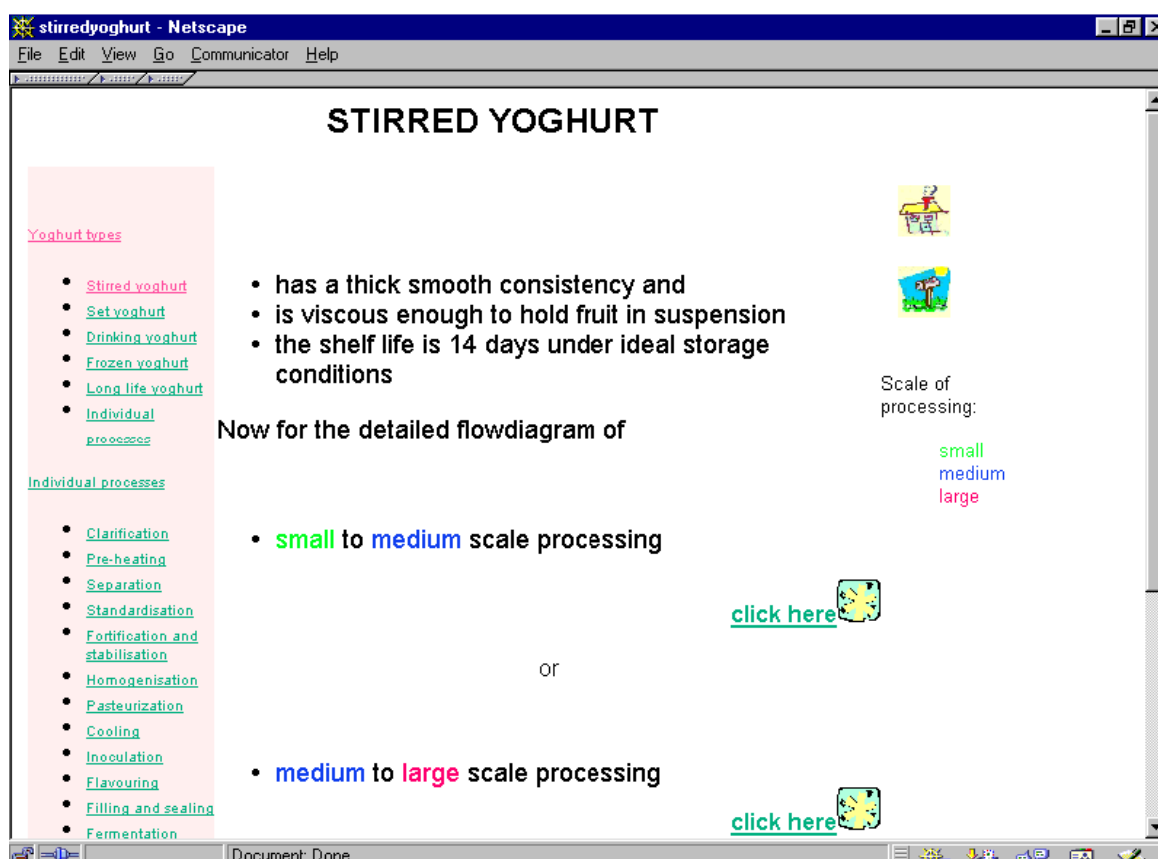 stirredyoghurt - Netscape
File Edit View Go Communicator Help
STIRRED YOGHURT
Yoghurt types
• Stirred yoghurt
• Set yoghurt
• Drinking yoghurt
• Frozen yoghurt
• Long life yoghurt
• Individual
processes
Individual processes
• Clarification
• Pre-heating
• Separation
• Standardisation
• Fortification and
stabilisation
• Homogenisation
• Pasteurization
• Cooling
• Inoculation
• Flavouring
• Filling and sealing
• Fermentation
• has a thick smooth consistency and
• is viscous enough to hold fruit in suspension
• the shelf life is 14 days under ideal storage
conditions
Now for the detailed flowdiagram of
• small to medium scale processing
click here
or
• medium to large scale processing
click here
Scale of
processing:
small
medium
large
Document: Done